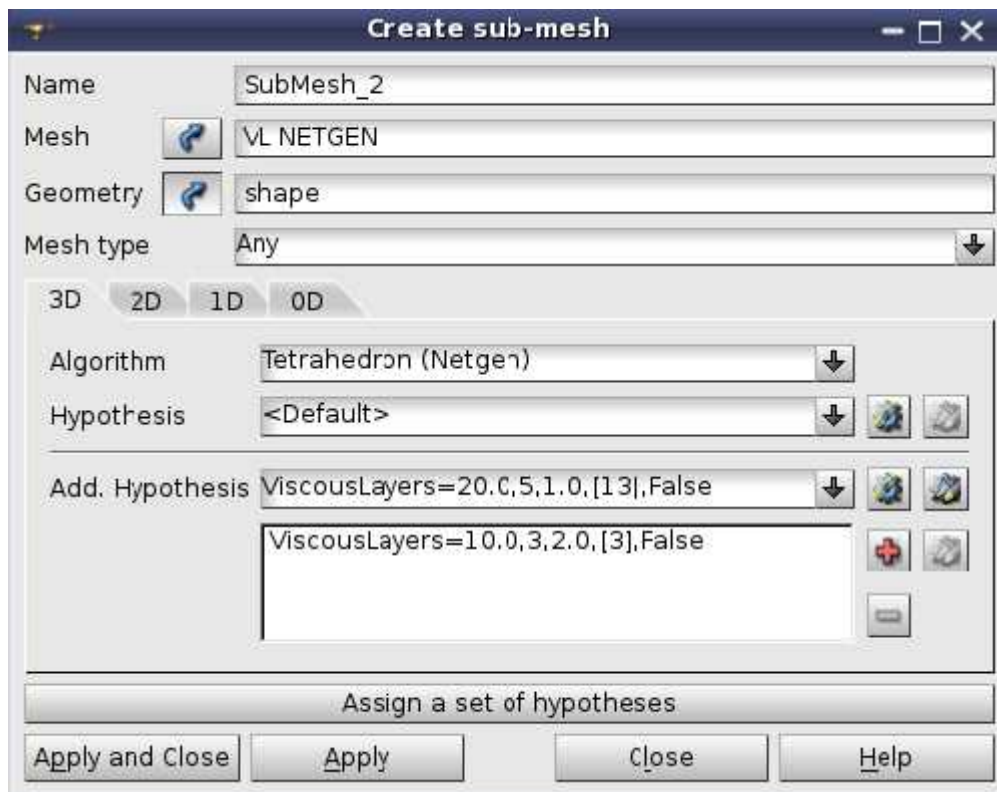 Create sub-mesh
Name SubMesh_2
Mesh VL NETGEN
Geometry shape
Mesh type Any
3D 2D 1D 0D
Algorithm Tetrahedron (Netgen)
Hypothesis <Default>
Add. Hypothesis ViscousLayers=20.0,5,1.0,[13],False
ViscousLayers=10.0,3,2.0,[3],False
Assign a set of hypotheses
Apply and Close Apply Close Help